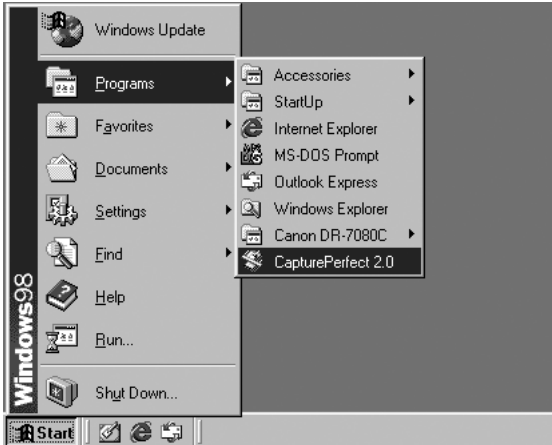 Windows Update
Programs
Favorites
Documents
Settings
Find
Help
Run...
Shut Down...
Windows98
Accessories
StartUp
Internet Explorer
MS-DOS Prompt
Outlook Express
Windows Explorer
Canon DR-7080C
CapturePerfect 2.0
Start